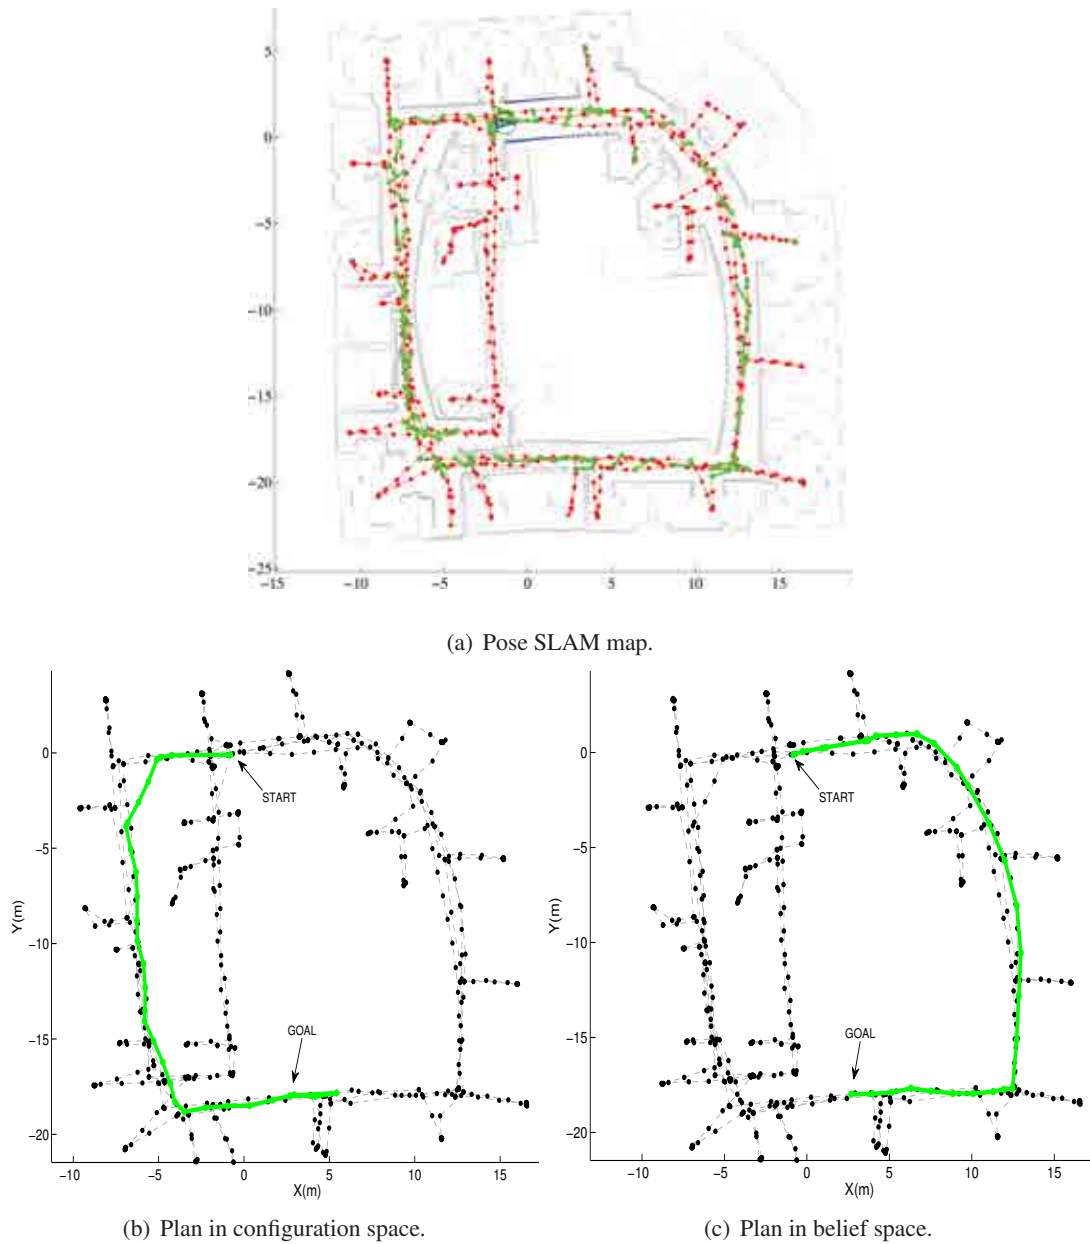 5
0
−5
−10
−15
−20
−25
−15 −10 −5 0 5 10 15
(a) Pose SLAM map.
0
−5
−10
−15
−20
Y(m)
START
GOAL
−10 −5 0 5 10 15
X(m)
(b) Plan in configuration space.
0
−5
−10
−15
−20
Y(m)
START
GOAL
−10 −5 0 5 10 15
X(m)
(c) Plan in belief space.